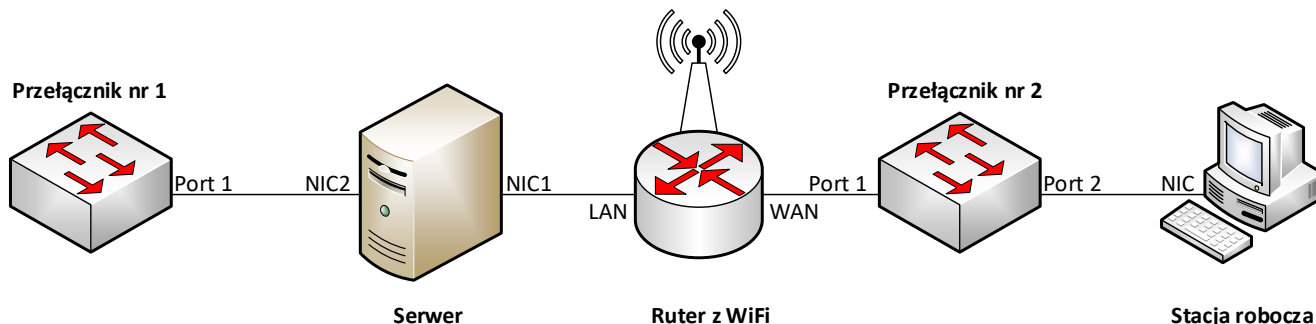 Przełącznik nr 1
Przełącznik nr 2
Port 1
NIC2
NIC1
LAN
WAN
Port 1
Port 2
NIC
Serwer
Ruter z WiFi
Stacja robocza